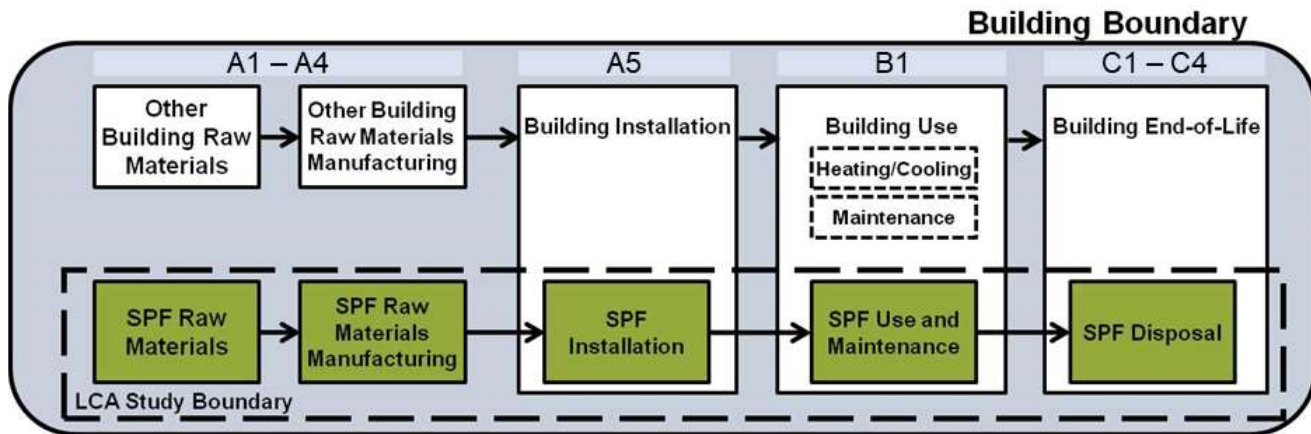 Building Boundary
A1 – A4
A5
B1
C1 – C4
Other
Building Raw
Materials
Other Building
Raw Materials
Manufacturing
Building Installation
Building Use
Heating/Cooling
Maintenance
Building End-of-Life
SPF Raw
Materials
SPF Raw
Materials
Manufacturing
SPF
Installation
SPF Use and
Maintenance
SPF Disposal
LCA Study Boundary